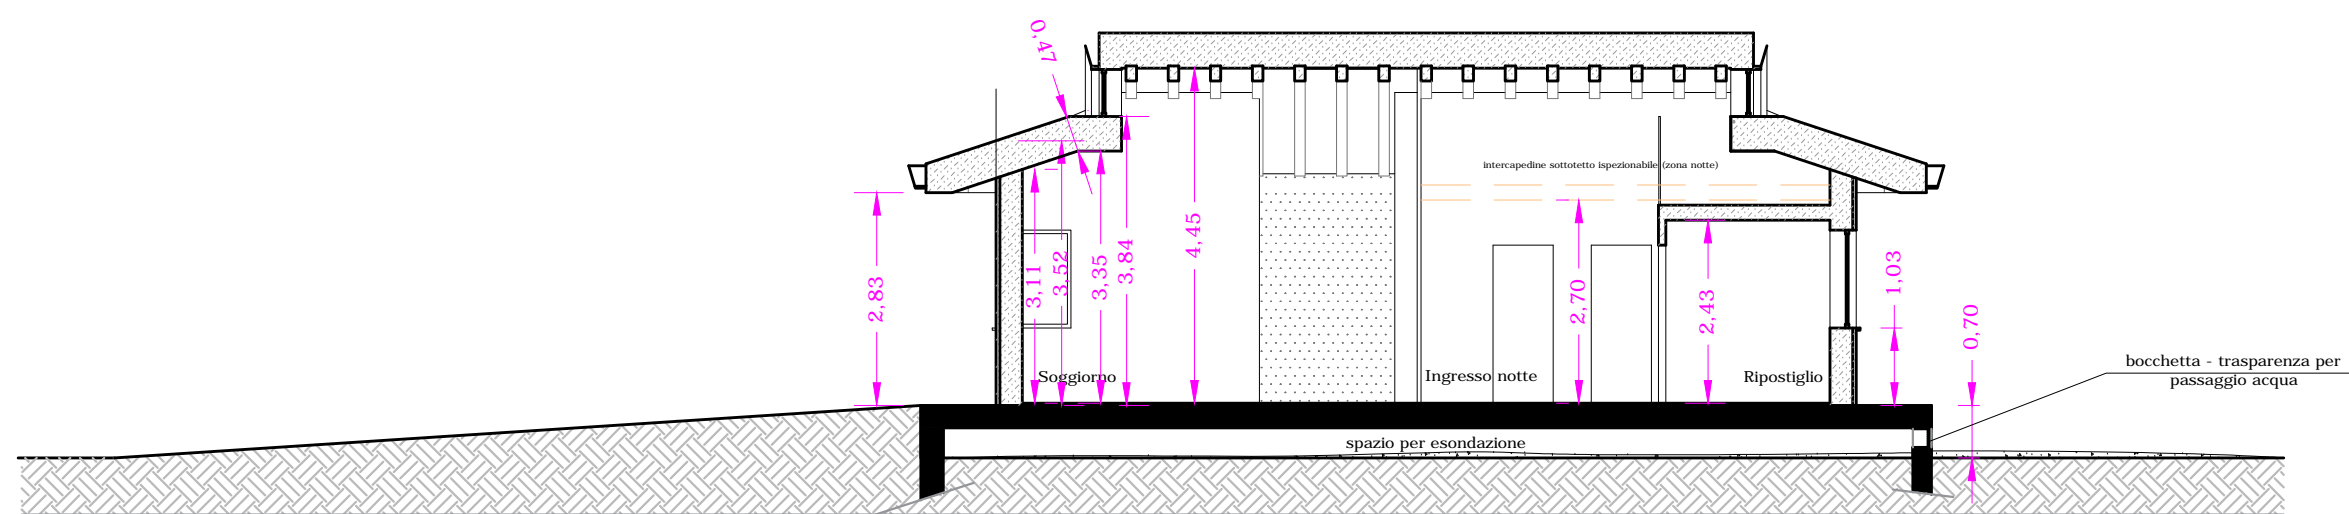 0,47
intercapedine sottotetto ispezionabile (zona notte)
2,83
3,11
3,52
3,35
3,84
4,45
2,70
2,43
1,03
0,70
Soggiorno
Ingresso notte
Ripostiglio
bocchetta - trasparenza per
passaggio acqua
spazio per esondazione